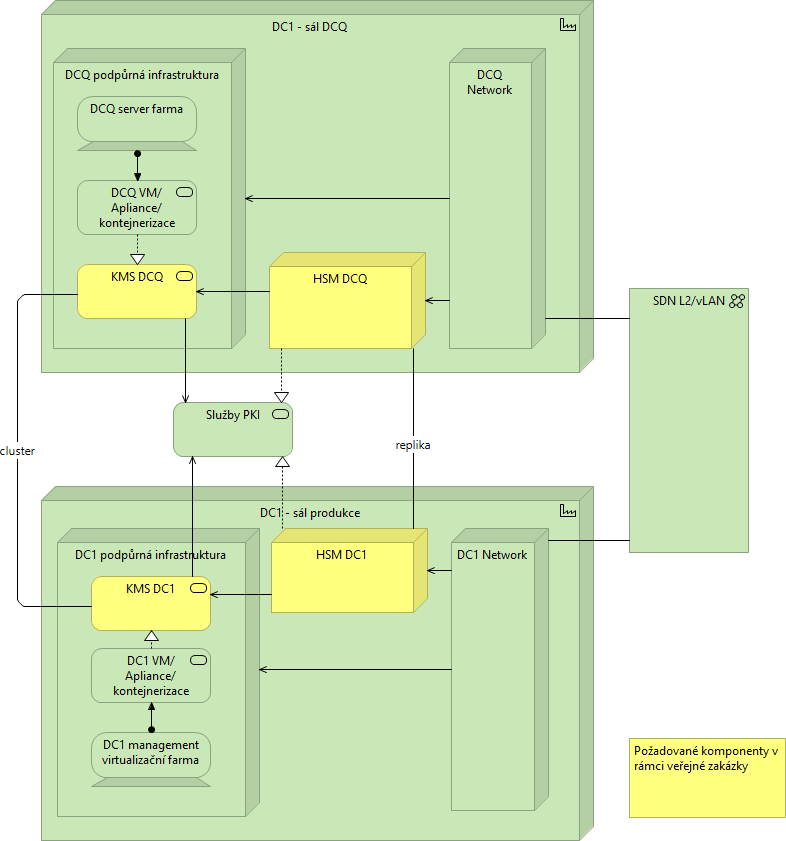 DC1 - sál DCQ
DCQ podpůrná infrastruktura
DCQ
Network
DCQ server farma
DCQ VM/
Apliance/
kontejnerizace
KMS DCQ
HSM DCQ
SDN L2/vLAN
Služby PKI
cluster
replika
DC1 - sál produkce
DC1 podpůrná infrastruktura
HSM DC1
DC1 Network
KMS DC1
DC1 VM/
Apliance/
kontejnerizace
DC1 management
virtualizační farma
Požadované komponenty v
rámci veřejné zakázky